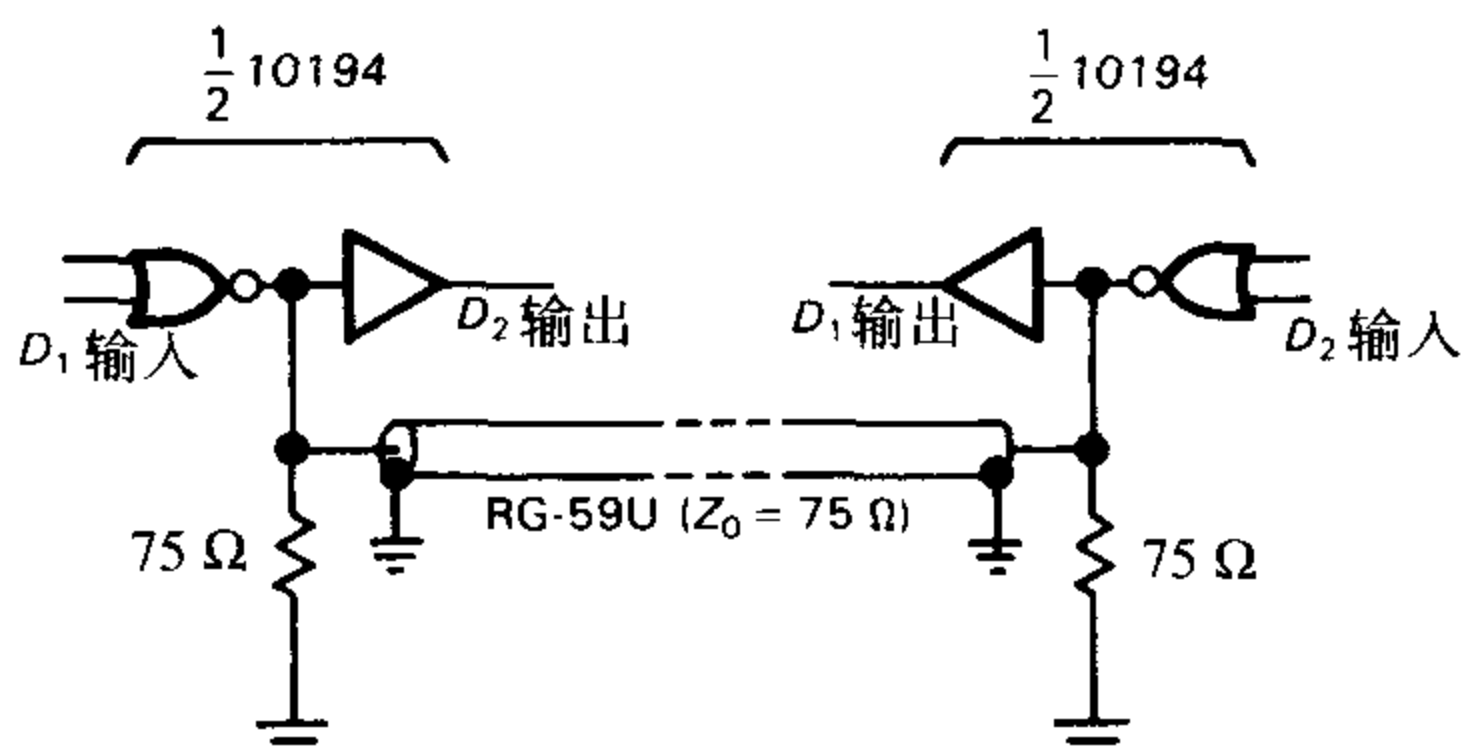 1/2 10194
1/2 10194
D₁ 输入
D₂ 输出
D₁ 输出
D₂ 输入
RG-59U (Z₀ = 75 Ω)
75 Ω
75 Ω